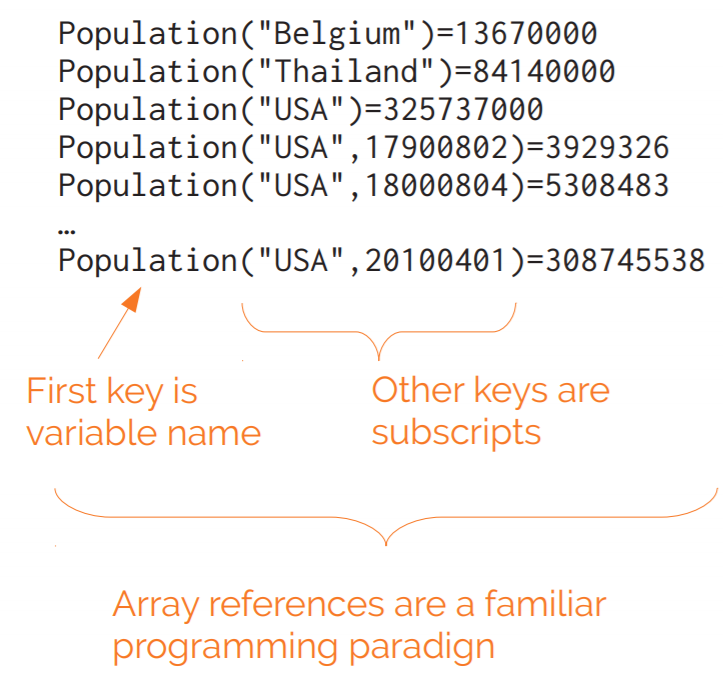 Population("Belgium")=13670000
Population("Thailand")=84140000
Population("USA")=325737000
Population("USA",17900802)=3929326
Population("USA",18000804)=5308483
…
Population("USA",20100401)=308745538
First key is
variable name
Other keys are
subscripts
Array references are a familiar
programming paradign